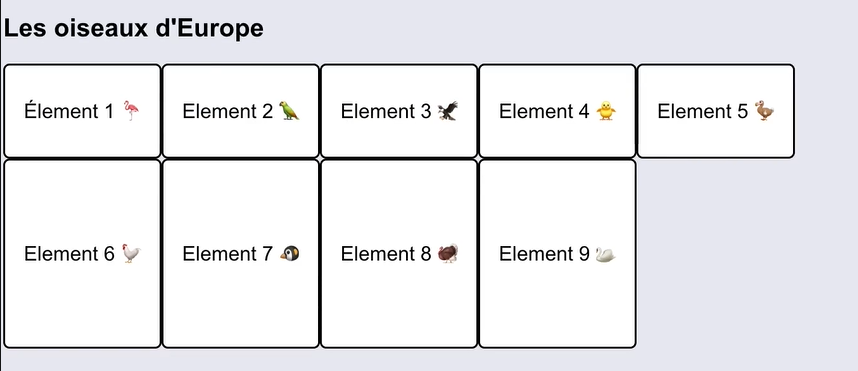 Les oiseaux d'Europe
Élement 1 🦩 Element 2 🦜 Element 3 🦅 Element 4 🐥 Element 5 🦤
Element 6 🐓 Element 7 🐧 Element 8 🦃 Element 9 🦢